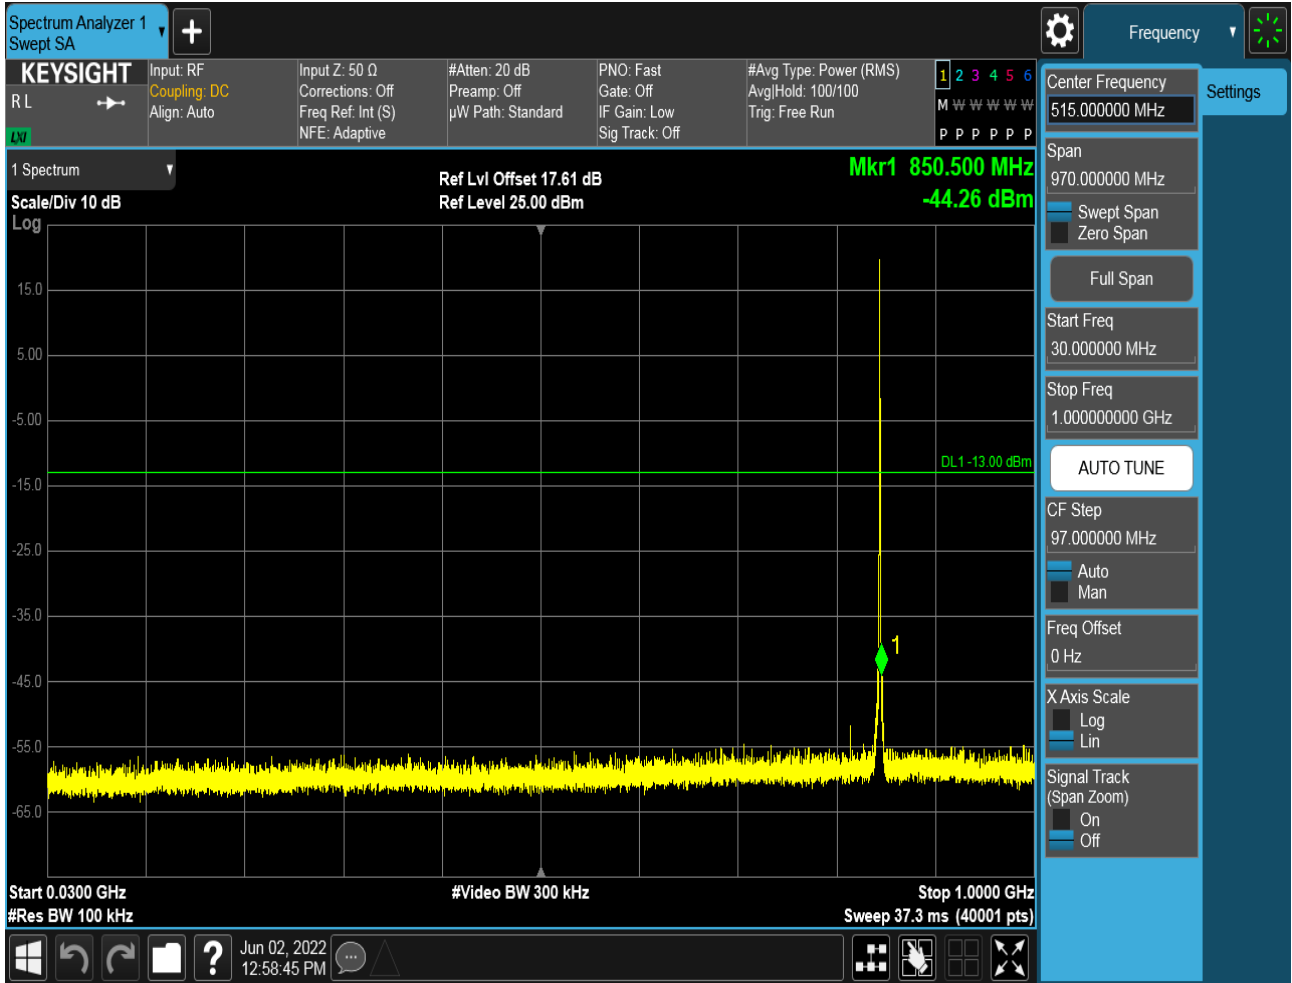 Spectrum Analyzer 1
Swept SA
+
Frequency
KEYSIGHT
R L
LXI
Input: RF
Coupling: DC
Align: Auto
Input Z: 50 Ω
Corrections: Off
Freq Ref: Int (S)
NFE: Adaptive
#Atten: 20 dB
Preamp: Off
µW Path: Standard
PNO: Fast
Gate: Off
IF Gain: Low
Sig Track: Off
#Avg Type: Power (RMS)
Avg|Hold: 100/100
Trig: Free Run
1 2 3 4 5 6
M W W W W W
P P P P P P
Center Frequency
515.000000 MHz
Settings
Span
970.000000 MHz
Swept Span
Zero Span
Full Span
Start Freq
30.000000 MHz
Stop Freq
1.000000000 GHz
AUTO TUNE
CF Step
97.000000 MHz
Auto
Man
Freq Offset
0 Hz
X Axis Scale
Log
Lin
Signal Track
(Span Zoom)
On
Off
1 Spectrum
Scale/Div 10 dB
Log
Ref Lvl Offset 17.61 dB
Ref Level 25.00 dBm
Mkr1 850.500 MHz
-44.26 dBm
15.0
5.00
-5.00
DL1 -13.00 dBm
-15.0
-25.0
-35.0
1
-45.0
-55.0
-65.0
Start 0.0300 GHz
#Video BW 300 kHz
Stop 1.0000 GHz
#Res BW 100 kHz
Sweep 37.3 ms (40001 pts)
?
Jun 02, 2022
12:58:45 PM